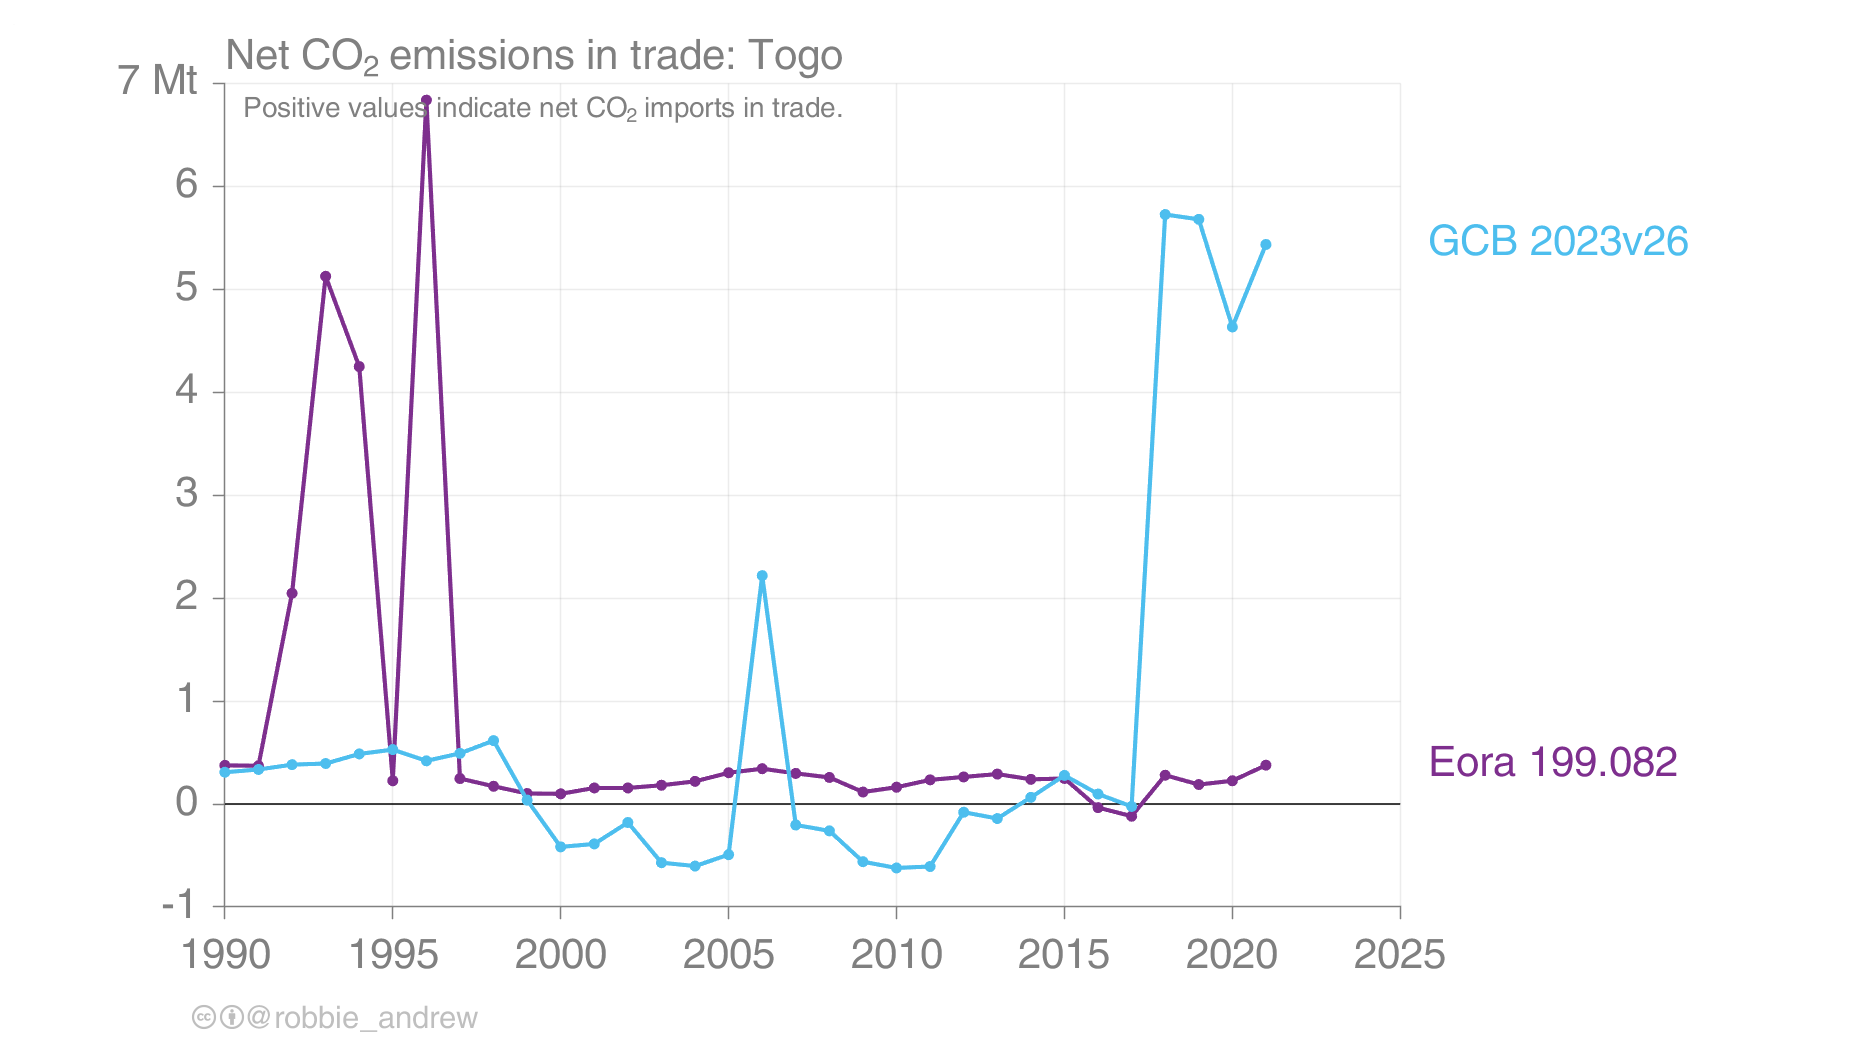 Net CO₂ emissions in trade: Togo
7 Mt
Positive values indicate net CO₂ imports in trade.
6
GCB 2023v26
5
4
3
2
1
Eora 199.082
0
-1
1990 1995 2000 2005 2010 2015 2020 2025
@robbie_andrew